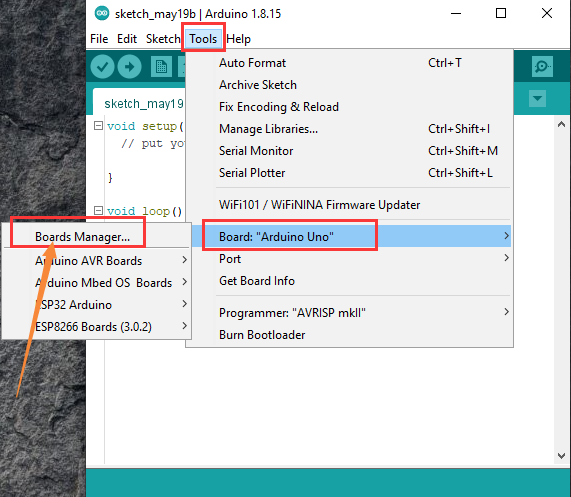 sketch_may19b | Arduino 1.8.15
File Edit Sketch Tools Help
sketch_may19
void setup(
// put yo
}
void loop()
Auto Format Ctrl+T
Archive Sketch
Fix Encoding & Reload
Manage Libraries... Ctrl+Shift+I
Serial Monitor Ctrl+Shift+M
Serial Plotter Ctrl+Shift+L
WiFi101 / WiFiNINA Firmware Updater
Board: "Arduino Uno"
Port
Get Board Info
Programmer: "AVRISP mkII"
Burn Bootloader
Boards Manager...
Arduino AVR Boards
Arduino Mbed OS Boards
ESP32 Arduino
ESP8266 Boards (3.0.2)